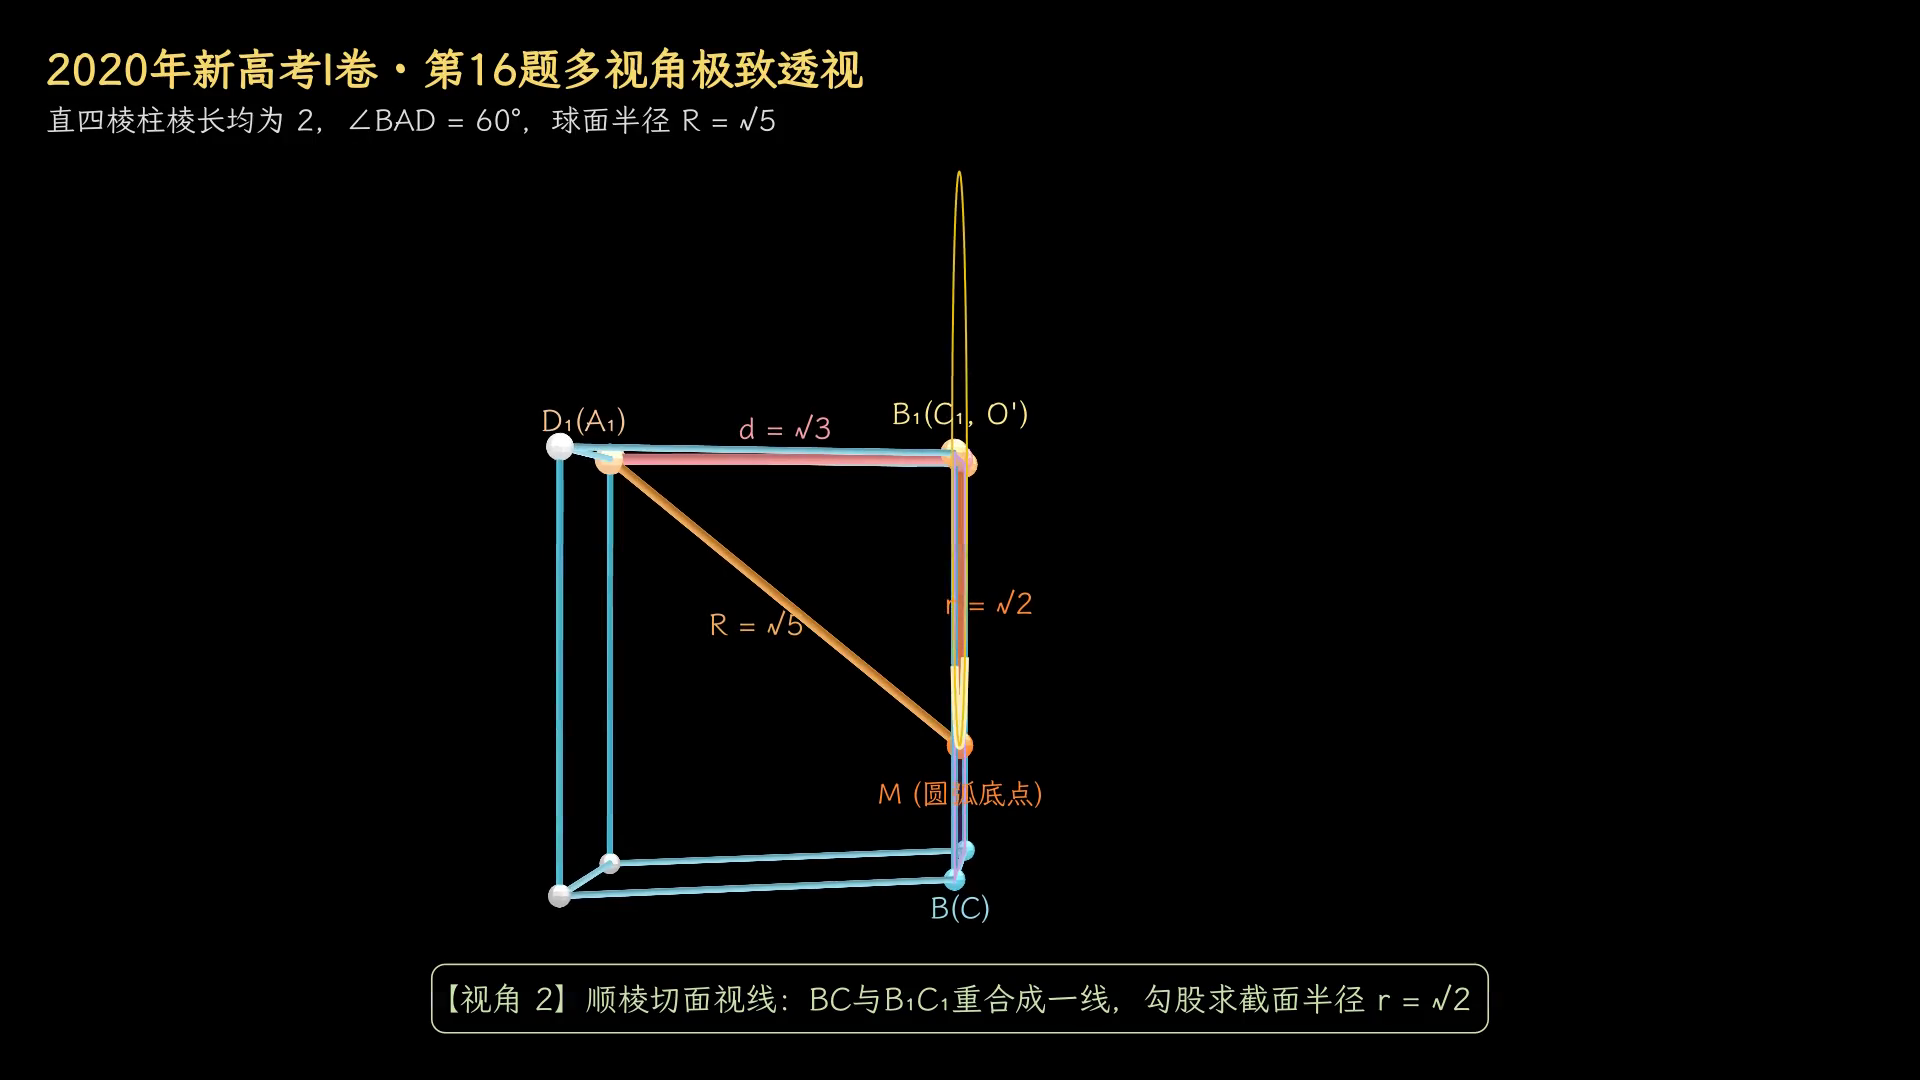 2020年新高考I卷·第16题多视角极致透视
直四棱柱棱长均为 2，∠BAD = 60°，球面半径 R = √5
D₁(A₁)
d = √3
B₁(C₁, O')
R = √5
r = √2
M (圆弧底点)
B(C)
【视角 2】顺棱切面视线：BC与B₁C₁重合成一线，勾股求截面半径 r = √2